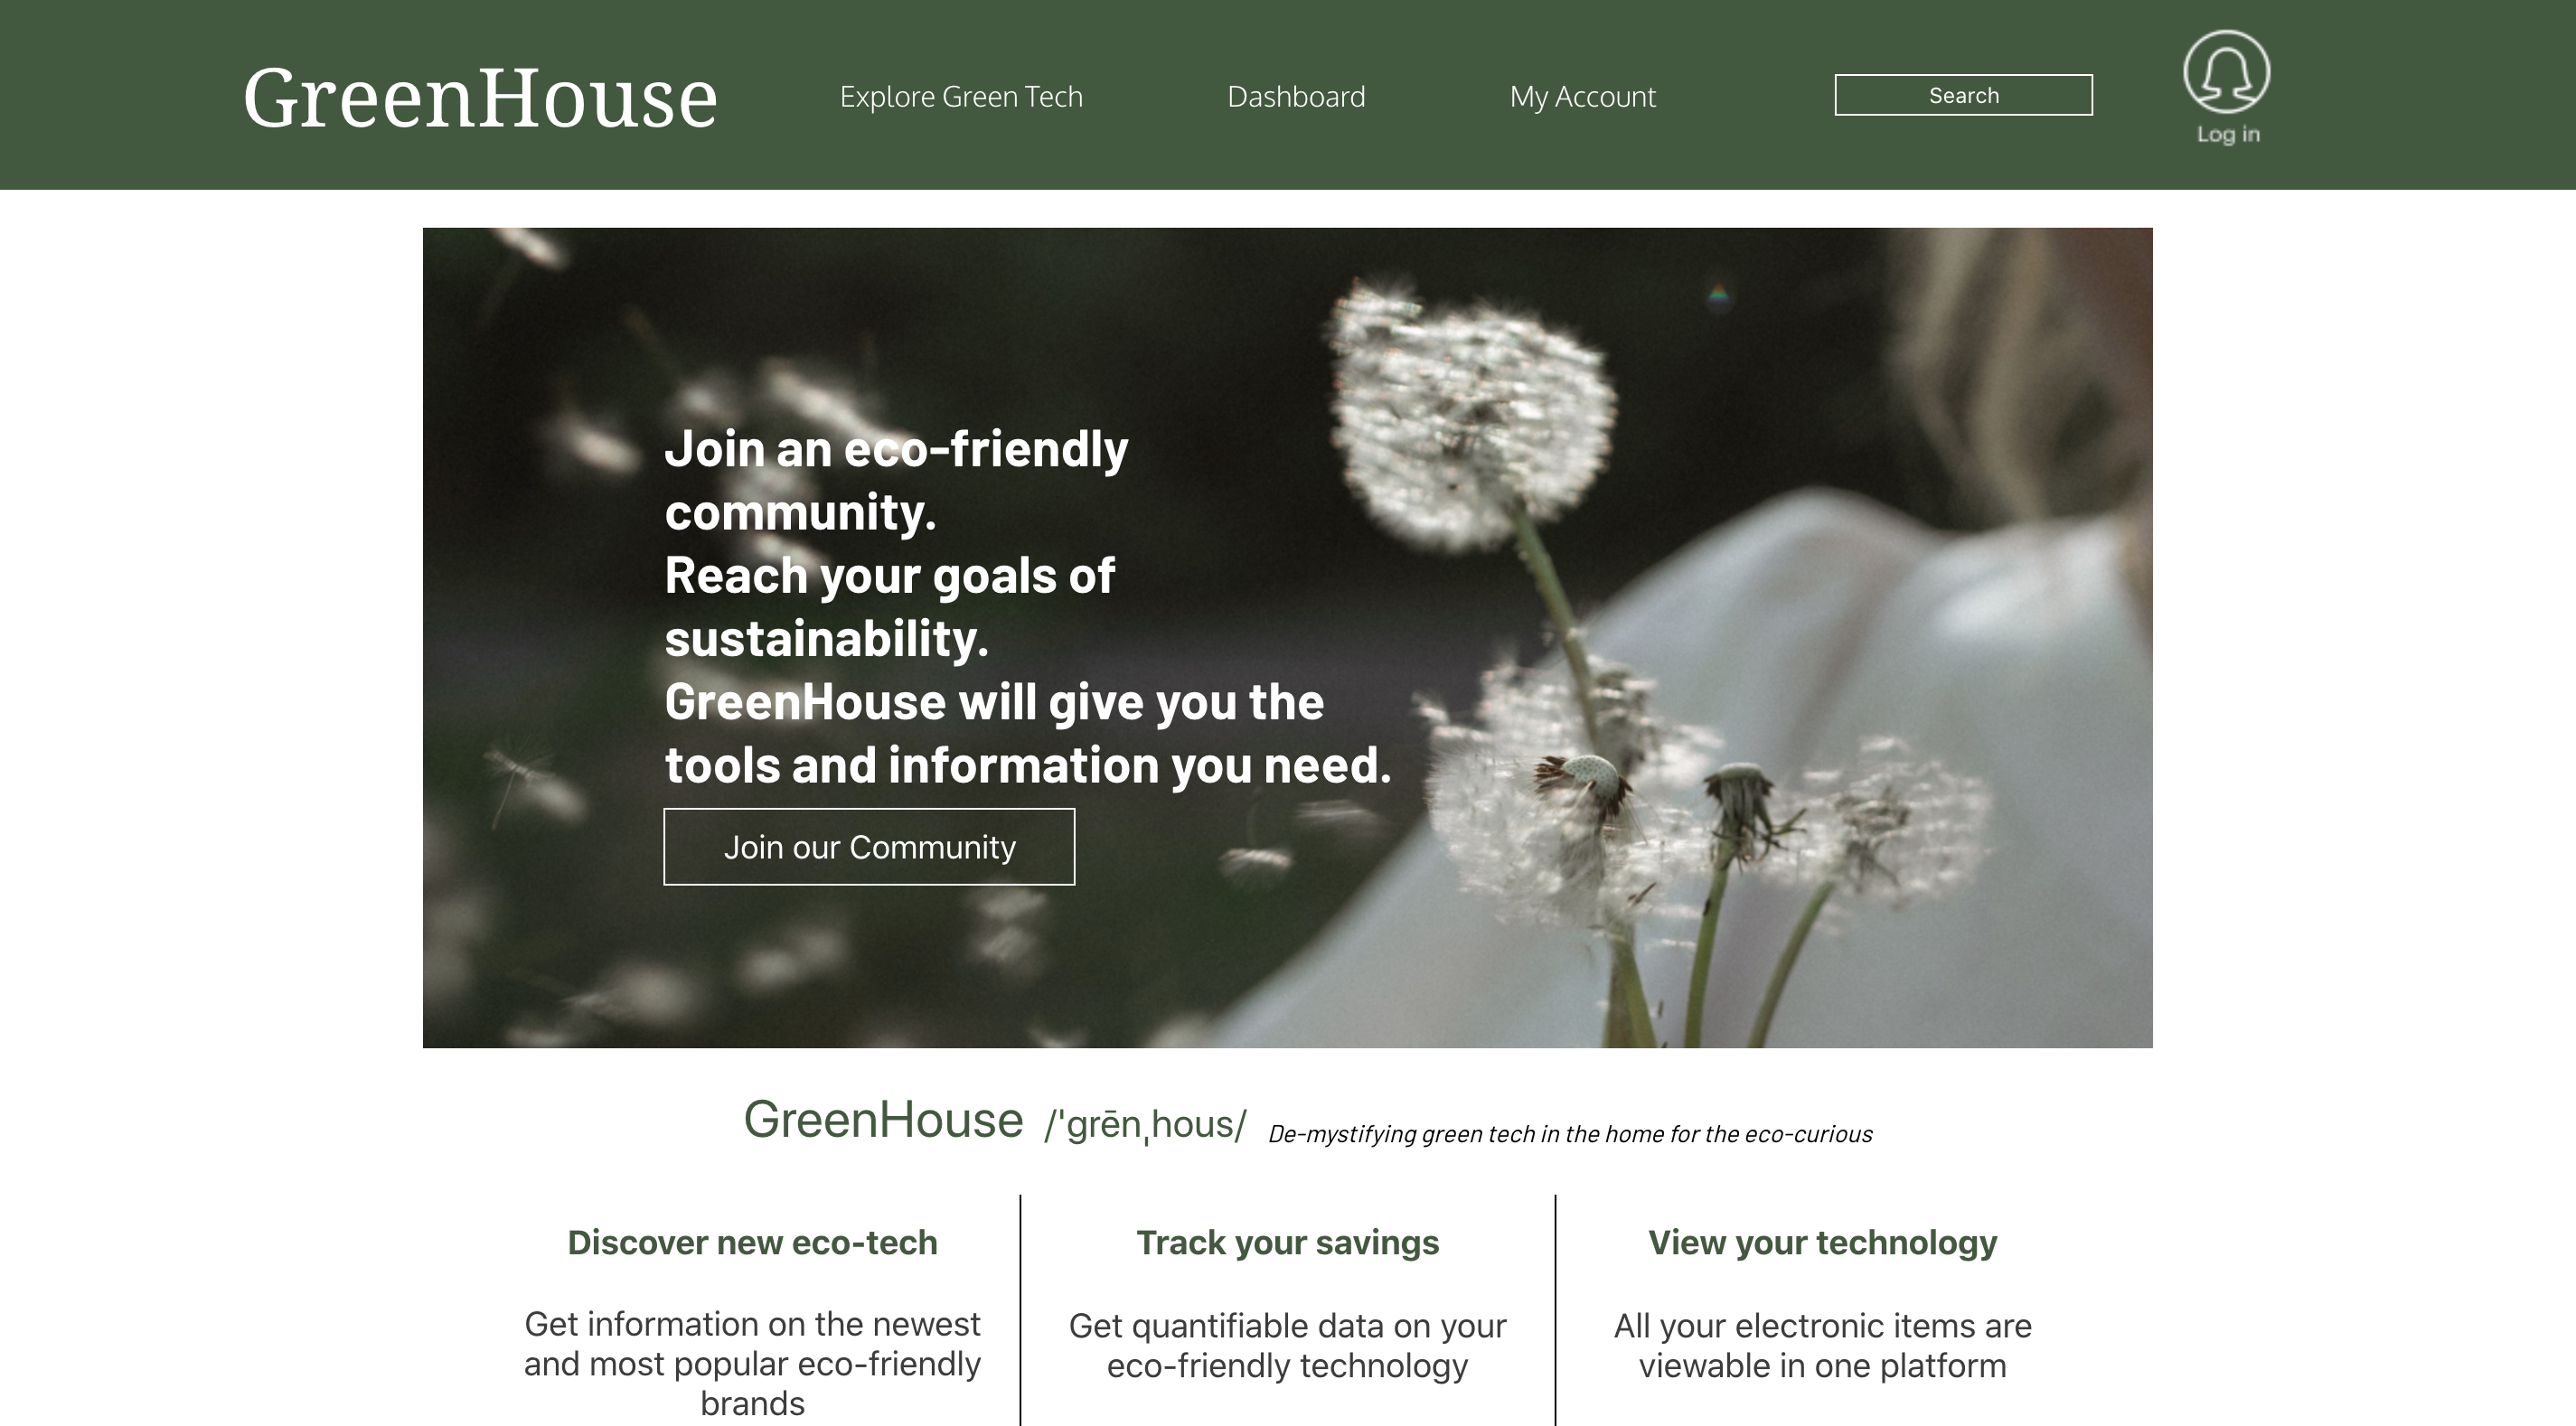 GreenHouse
Explore Green Tech
Dashboard
My Account
Search
Log in
Join an eco-friendly
community.
Reach your goals of
sustainability.
GreenHouse will give you the
tools and information you need.
Join our Community
GreenHouse /ˈgrēnˌhous/ De-mystifying green tech in the home for the eco-curious
Discover new eco-tech
Get information on the newest
and most popular eco-friendly
brands
Track your savings
Get quantifiable data on your
eco-friendly technology
View your technology
All your electronic items are
viewable in one platform